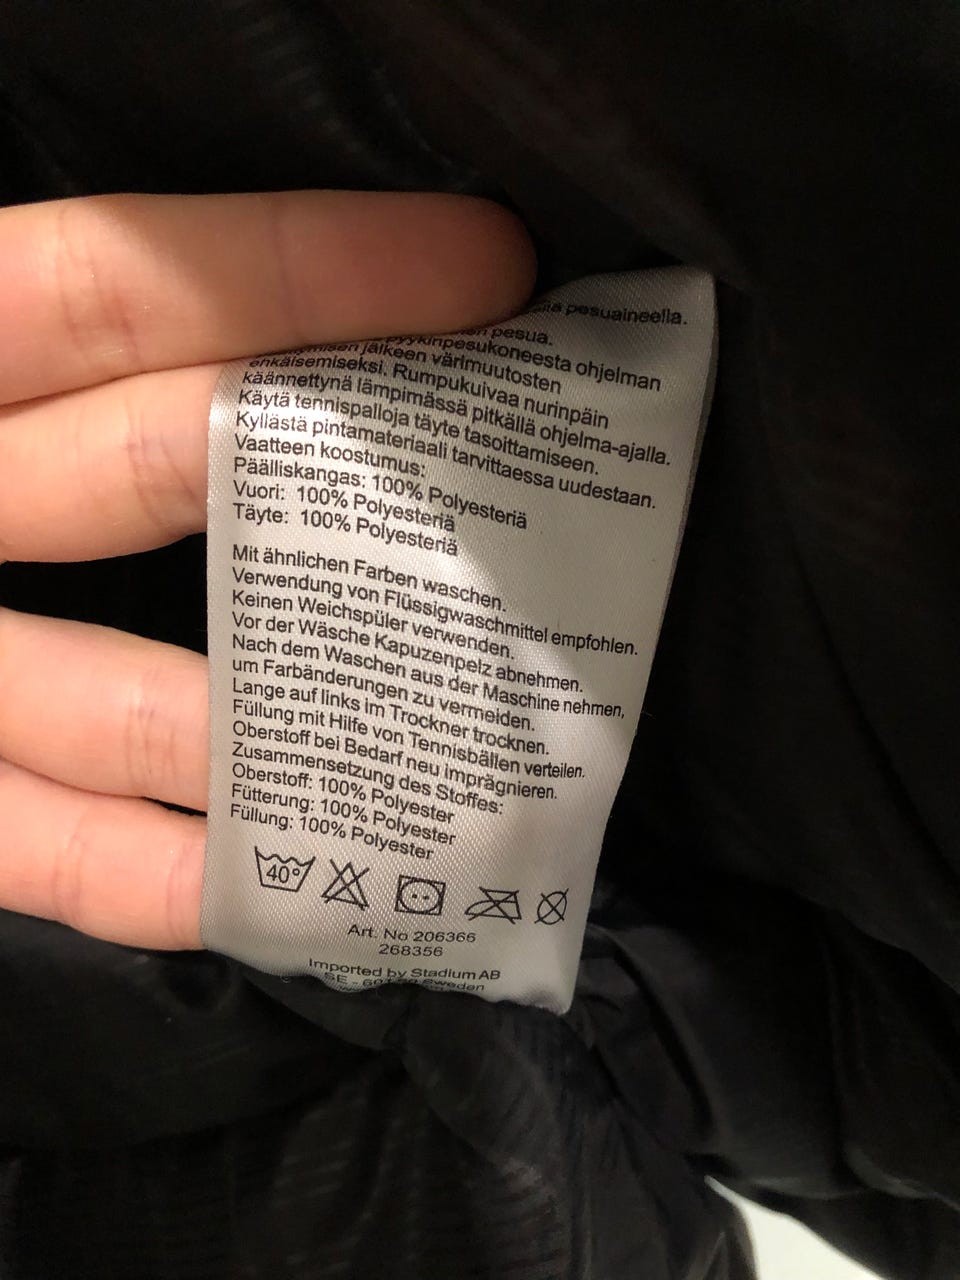 pesuaineella.
pesua.
pyykinpesukoneesta ohjelman
jälkeen värimuutosten
ehkäisemiseksi. Rumpukuivaa nurinpäin
käännettynä lämpimässä pitkällä ohjelma-ajalla.
Käytä tennispalloja täyte tasoittamiseen.
Kyllästä pintamateriaali tarvittaessa uudestaan.
Vaatteen koostumus:
Päälliskangas: 100% Polyesteriä
Vuori: 100% Polyesteriä
Täyte: 100% Polyesteriä
Mit ähnlichen Farben waschen.
Verwendung von Flüssigwaschmittel empfohlen.
Keinen Weichspüler verwenden.
Vor der Wäsche Kapuzenpelz abnehmen.
Nach dem Waschen aus der Maschine nehmen,
um Farbänderungen zu vermeiden.
Lange auf links im Trockner trocknen.
Füllung mit Hilfe von Tennisbällen verteilen.
Oberstoff bei Bedarf neu imprägnieren.
Zusammensetzung des Stoffes:
Oberstoff: 100% Polyester
Fütterung: 100% Polyester
Füllung: 100% Polyester
40°
Art. No 206366
268356
Imported by Stadium AB
SE - Sweden